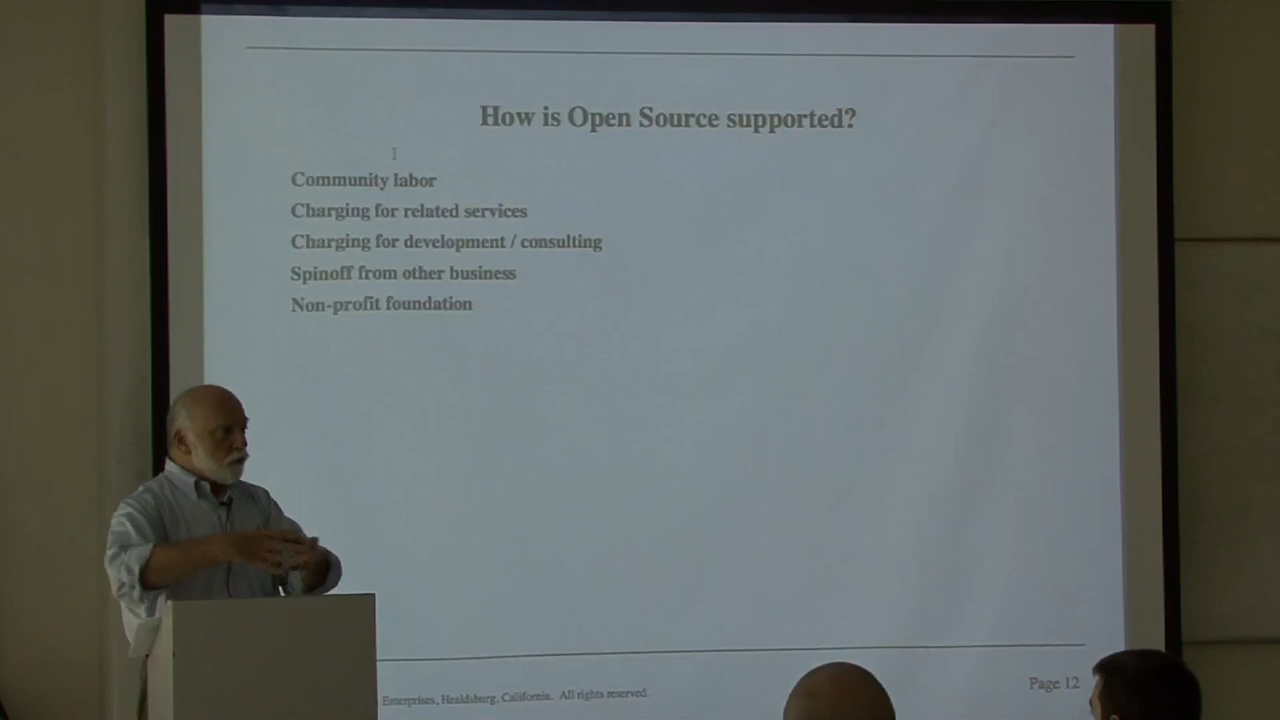 How is Open Source supported?
Community labor
Charging for related services
Charging for development / consulting
Spinoff from other business
Non-profit foundation
Enterprises, Healdsburg, California. All rights reserved.
Page 12